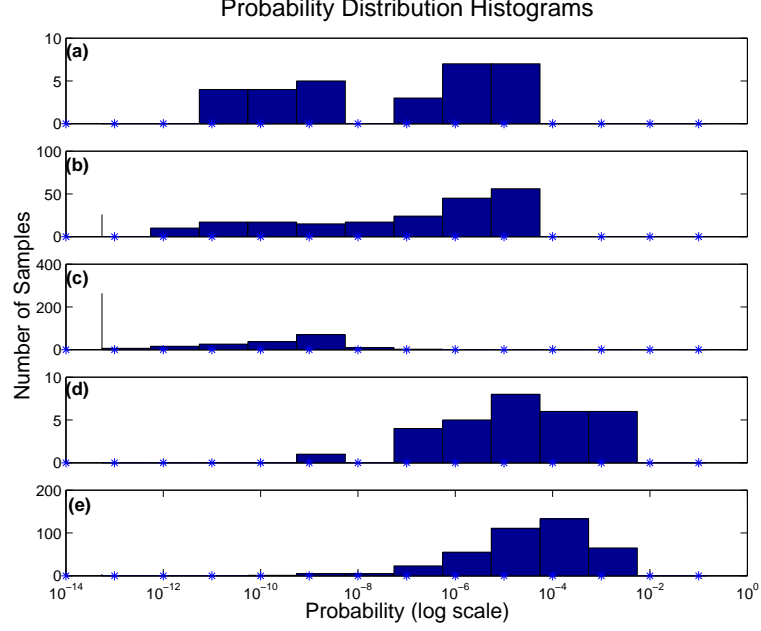 Probability Distribution Histograms
(a)
10
5
0
(b)
100
50
0
(c)
400
200
0
(d)
10
5
0
(e)
200
100
0
Number of Samples
10^-14 10^-12 10^-10 10^-8 10^-6 10^-4 10^-2 10^0
Probability (log scale)